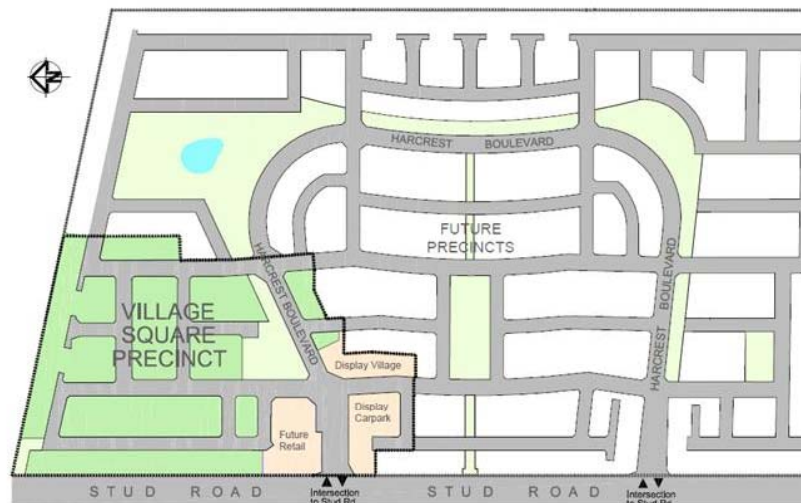 N
HARCREST BOULEVARD
FUTURE
PRECINCTS
HARCREST BOULEVARD
HARCREST BOULEVARD
VILLAGE
SQUARE
PRECINCT
Display Village
Display
Carpark
Future
Retail
STUD ROAD
Intersection
to Stud Rd
STUD ROAD
Intersection
to Stud Rd